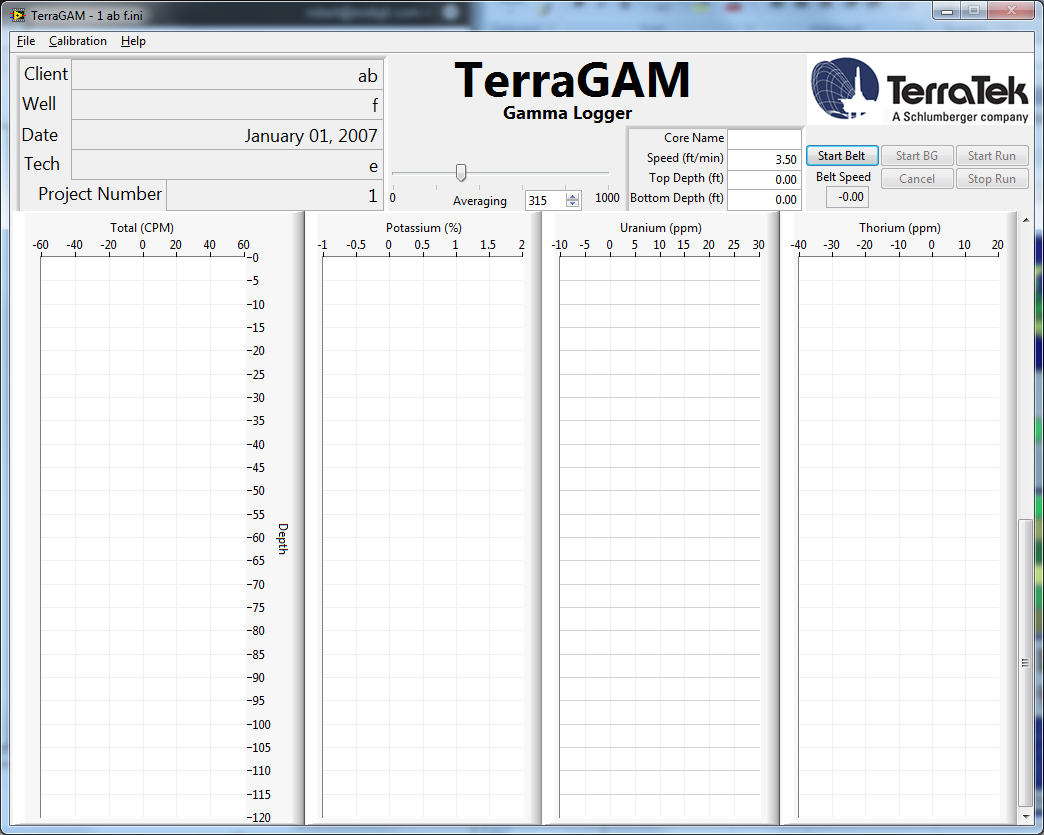 TerraGAM - 1 ab f.ini
File Calibration Help
Client ab
Well f
Date January 01, 2007
Tech e
Project Number 1
TerraGAM
Gamma Logger
0 Averaging 315 1000
Core Name
Speed (ft/min) 3.50
Top Depth (ft) 0.00
Bottom Depth (ft) 0.00
TerraTek
A Schlumberger company
Start Belt Start BG Start Run
Belt Speed Cancel Stop Run
-0.00
Total (CPM)
-60 -40 -20 0 20 40 60
Potassium (%)
-1 -0.5 0 0.5 1 1.5 2
Uranium (ppm)
-10 -5 0 5 10 15 20 25 30
Thorium (ppm)
-40 -30 -20 -10 0 10 20
-0
-5
-10
-15
-20
-25
-30
-35
-40
-45
-50
-55
-60
-65
-70
-75
-80
-85
-90
-95
-100
-105
-110
-115
-120
Depth